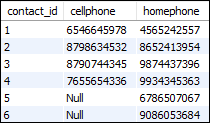 contact_id cellphone homephone
1 6546645978 4565242557
2 8798634532 8652413954
3 8790744345 9874437396
4 7655654336 9934345363
5 Null 6786507067
6 Null 9086053684